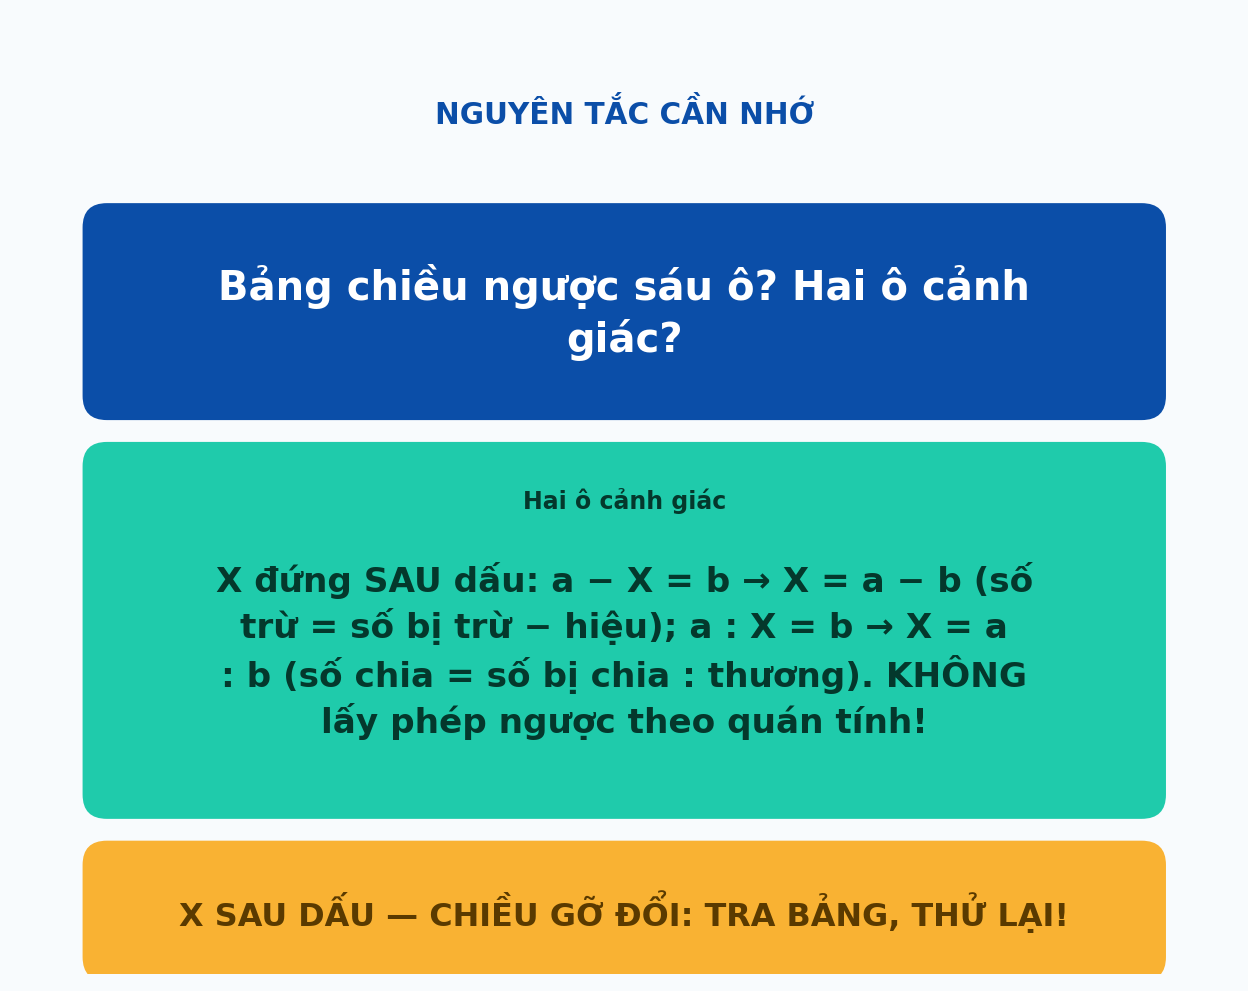 NGUYÊN TẮC CẦN NHỚ
Bảng chiều ngược sáu ô? Hai ô cảnh
giác?
Hai ô cảnh giác
X đứng SAU dấu: a − X = b → X = a − b (số
trừ = số bị trừ − hiệu); a : X = b → X = a
: b (số chia = số bị chia : thương). KHÔNG
lấy phép ngược theo quán tính!
X SAU DẤU — CHIỀU GỠ ĐỔI: TRA BẢNG, THỬ LẠI!